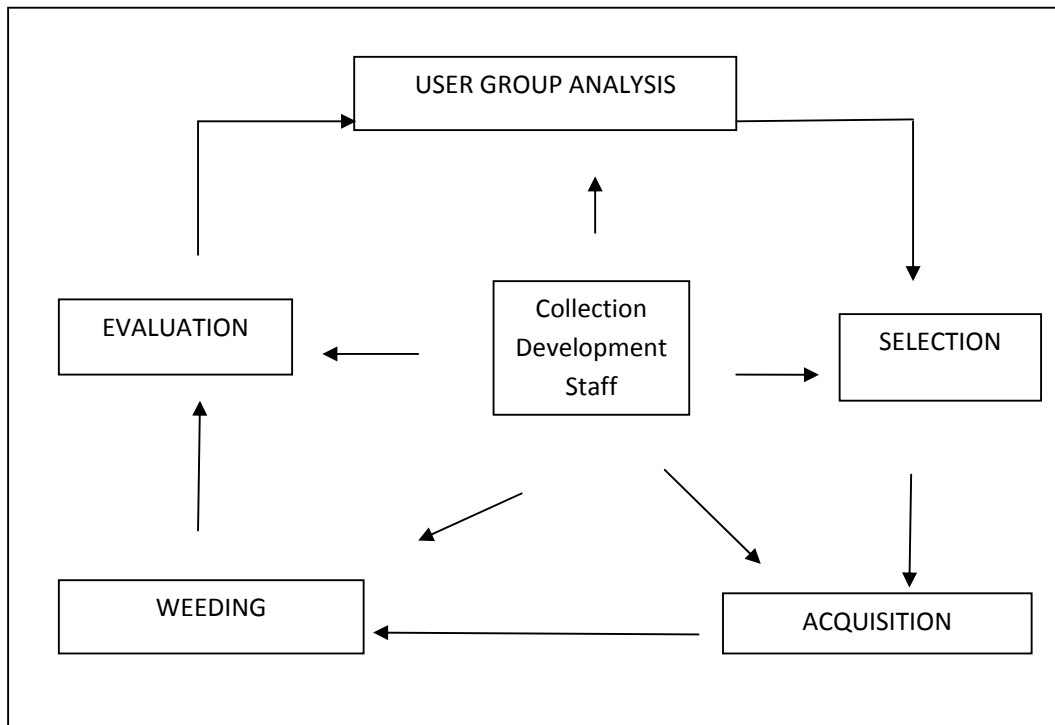 USER GROUP ANALYSIS
EVALUATION
Collection
Development
Staff
SELECTION
WEEDING
ACQUISITION